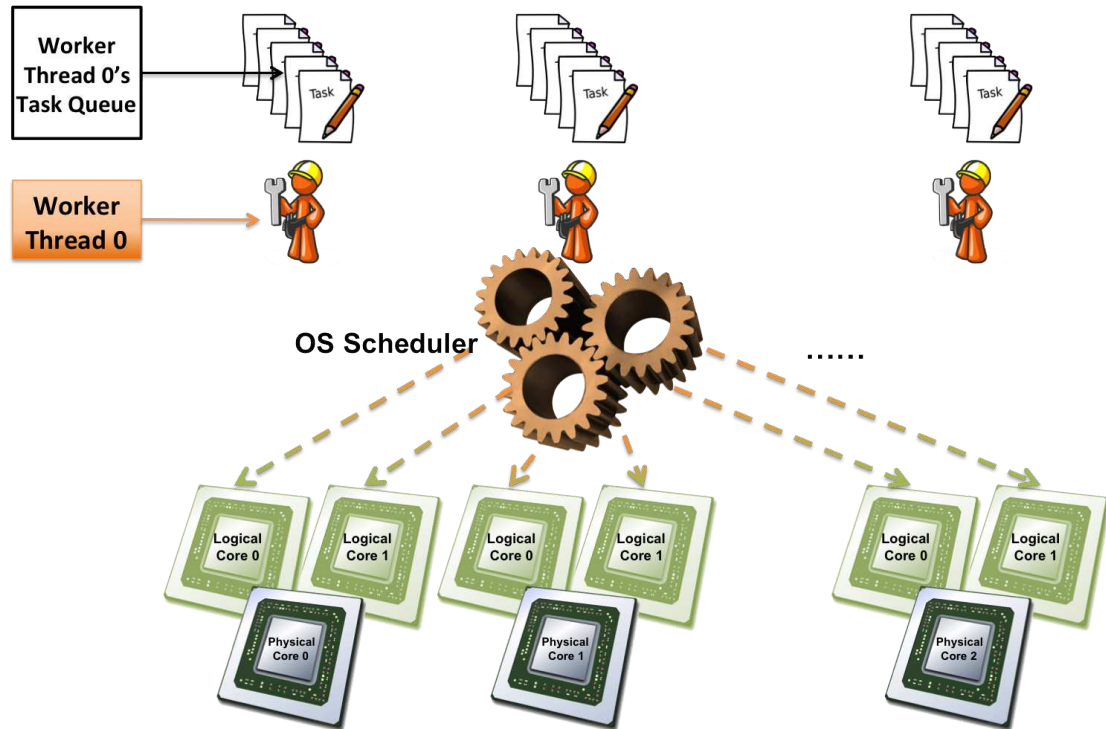 Worker
Thread 0's
Task Queue
Task
Task
Task
Worker
Thread 0
OS Scheduler
......
Logical
Core 0
Logical
Core 1
Logical
Core 0
Logical
Core 1
Logical
Core 0
Logical
Core 1
Physical
Core 0
Physical
Core 1
Physical
Core 2